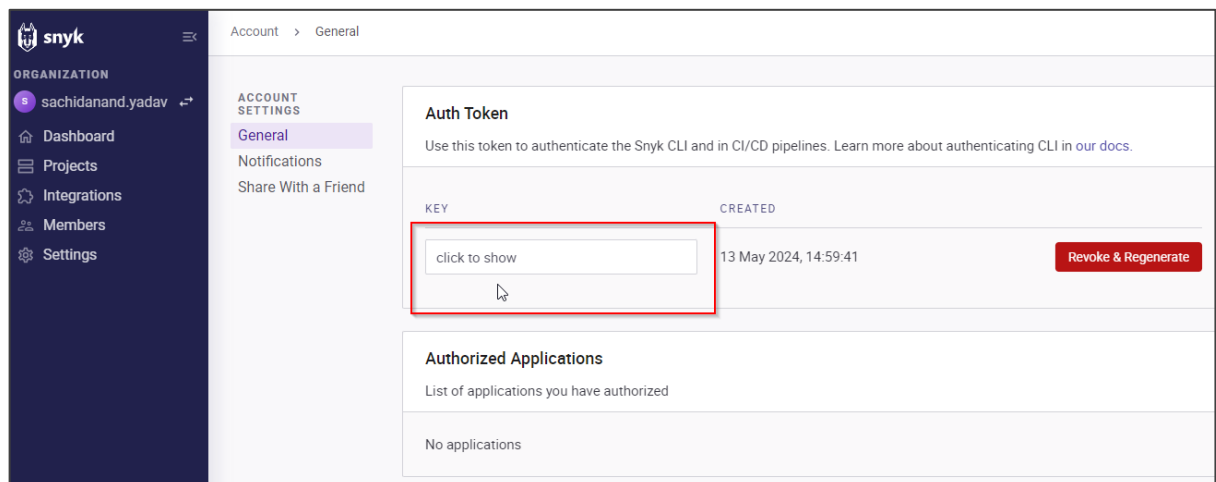 snyk
ORGANIZATION
S sachidanand.yadav
Dashboard
Projects
Integrations
Members
Settings
Account > General
ACCOUNT
SETTINGS
General
Notifications
Share With a Friend
Auth Token
Use this token to authenticate the Snyk CLI and in CI/CD pipelines. Learn more about authenticating CLI in our docs.
KEY CREATED
click to show 13 May 2024, 14:59:41 Revoke & Regenerate
Authorized Applications
List of applications you have authorized
No applications